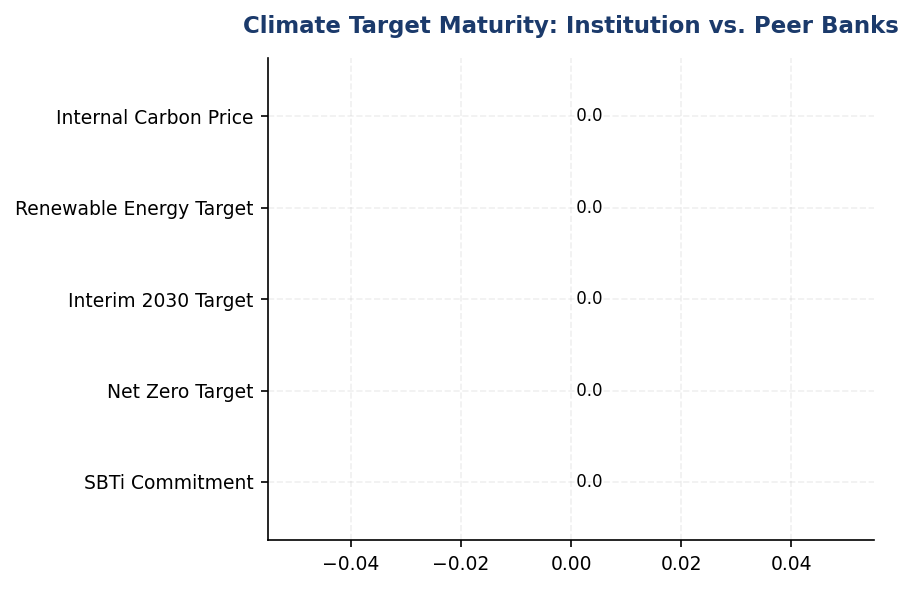 Climate Target Maturity: Institution vs. Peer Banks
Internal Carbon Price 0.0
Renewable Energy Target 0.0
Interim 2030 Target 0.0
Net Zero Target 0.0
SBTi Commitment 0.0
−0.04 −0.02 0.00 0.02 0.04